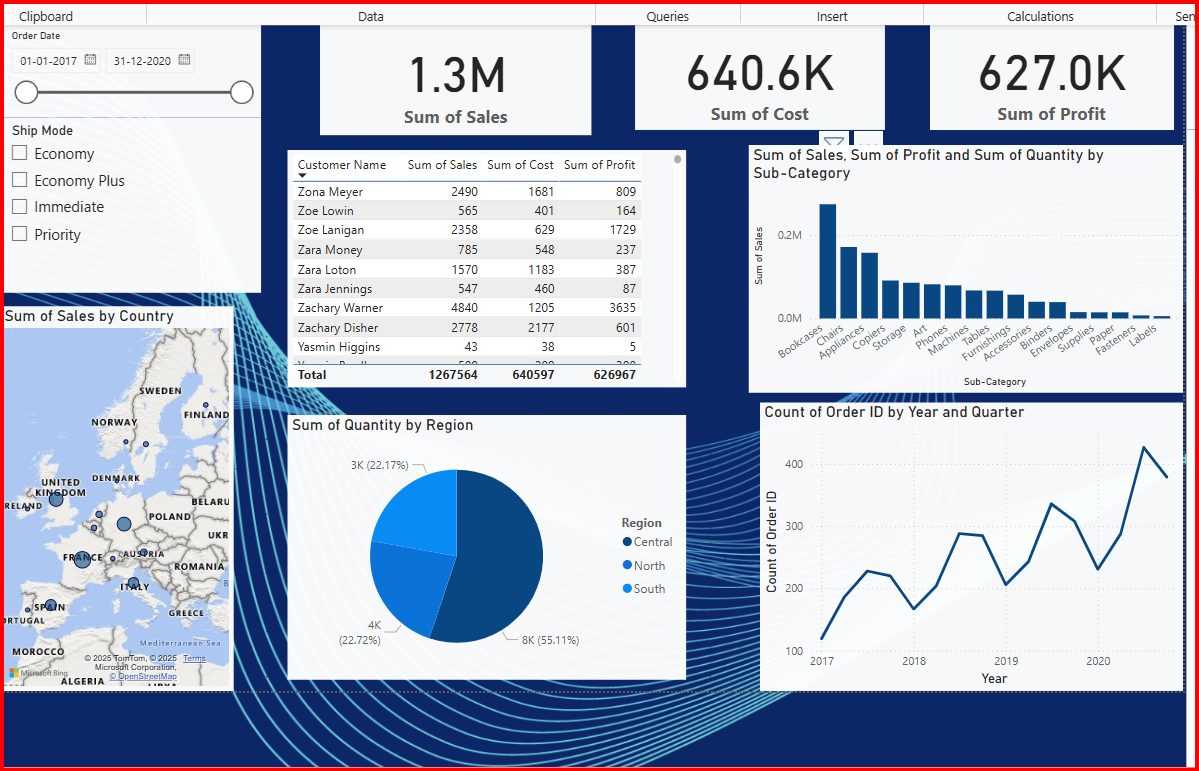 Clipboard
Data
Queries
Insert
Calculations
Sen
Order Date
01-01-2017
31-12-2020
Ship Mode
Economy
Economy Plus
Immediate
Priority
1.3M
Sum of Sales
640.6K
Sum of Cost
627.0K
Sum of Profit
Customer Name Sum of Sales Sum of Cost Sum of Profit
Zona Meyer 2490 1681 809
Zoe Lowin 565 401 164
Zoe Lanigan 2358 629 1729
Zara Money 785 548 237
Zara Loton 1570 1183 387
Zara Jennings 547 460 87
Zachary Warner 4840 1205 3635
Zachary Disher 2778 2177 601
Yasmin Higgins 43 38 5
Total 1267564 640597 626967
Sum of Sales, Sum of Profit and Sum of Quantity by
Sub-Category
Sum of Sales
0.2M
0.0M
Bookcases
Chairs
Appliances
Copiers
Storage
Art
Phones
Machines
Tables
Furnishings
Accessories
Binders
Envelopes
Supplies
Paper
Fasteners
Labels
Sub-Category
Sum of Sales by Country
SWEDEN
FINLAND
NORWAY
UNITED
KINGDOM
DENMARK
RELAND
BELARU
POLAND
UKR
FRANCE
AUSTRIA
ROMANIA
ITALY
SPAIN
ORTUGAL
GREECE
Mediterranean Sea
MOROCCO
© 2025 TomTom, © 2025 Terms
Microsoft Corporation,
© OpenStreetMap
Microsoft Bing
ALGERIA
Sum of Quantity by Region
3K (22.17%)
4K
(22.72%)
8K (55.11%)
Region
Central
North
South
Count of Order ID by Year and Quarter
Count of Order ID
400
300
200
100
2017
2018
2019
2020
Year